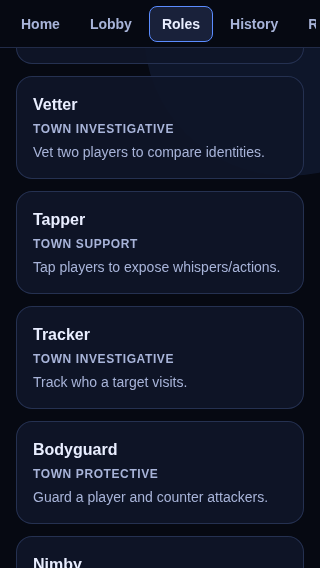 Home Lobby Roles History R
Vetter
TOWN INVESTIGATIVE
Vet two players to compare identities.
Tapper
TOWN SUPPORT
Tap players to expose whispers/actions.
Tracker
TOWN INVESTIGATIVE
Track who a target visits.
Bodyguard
TOWN PROTECTIVE
Guard a player and counter attackers.
Nimby